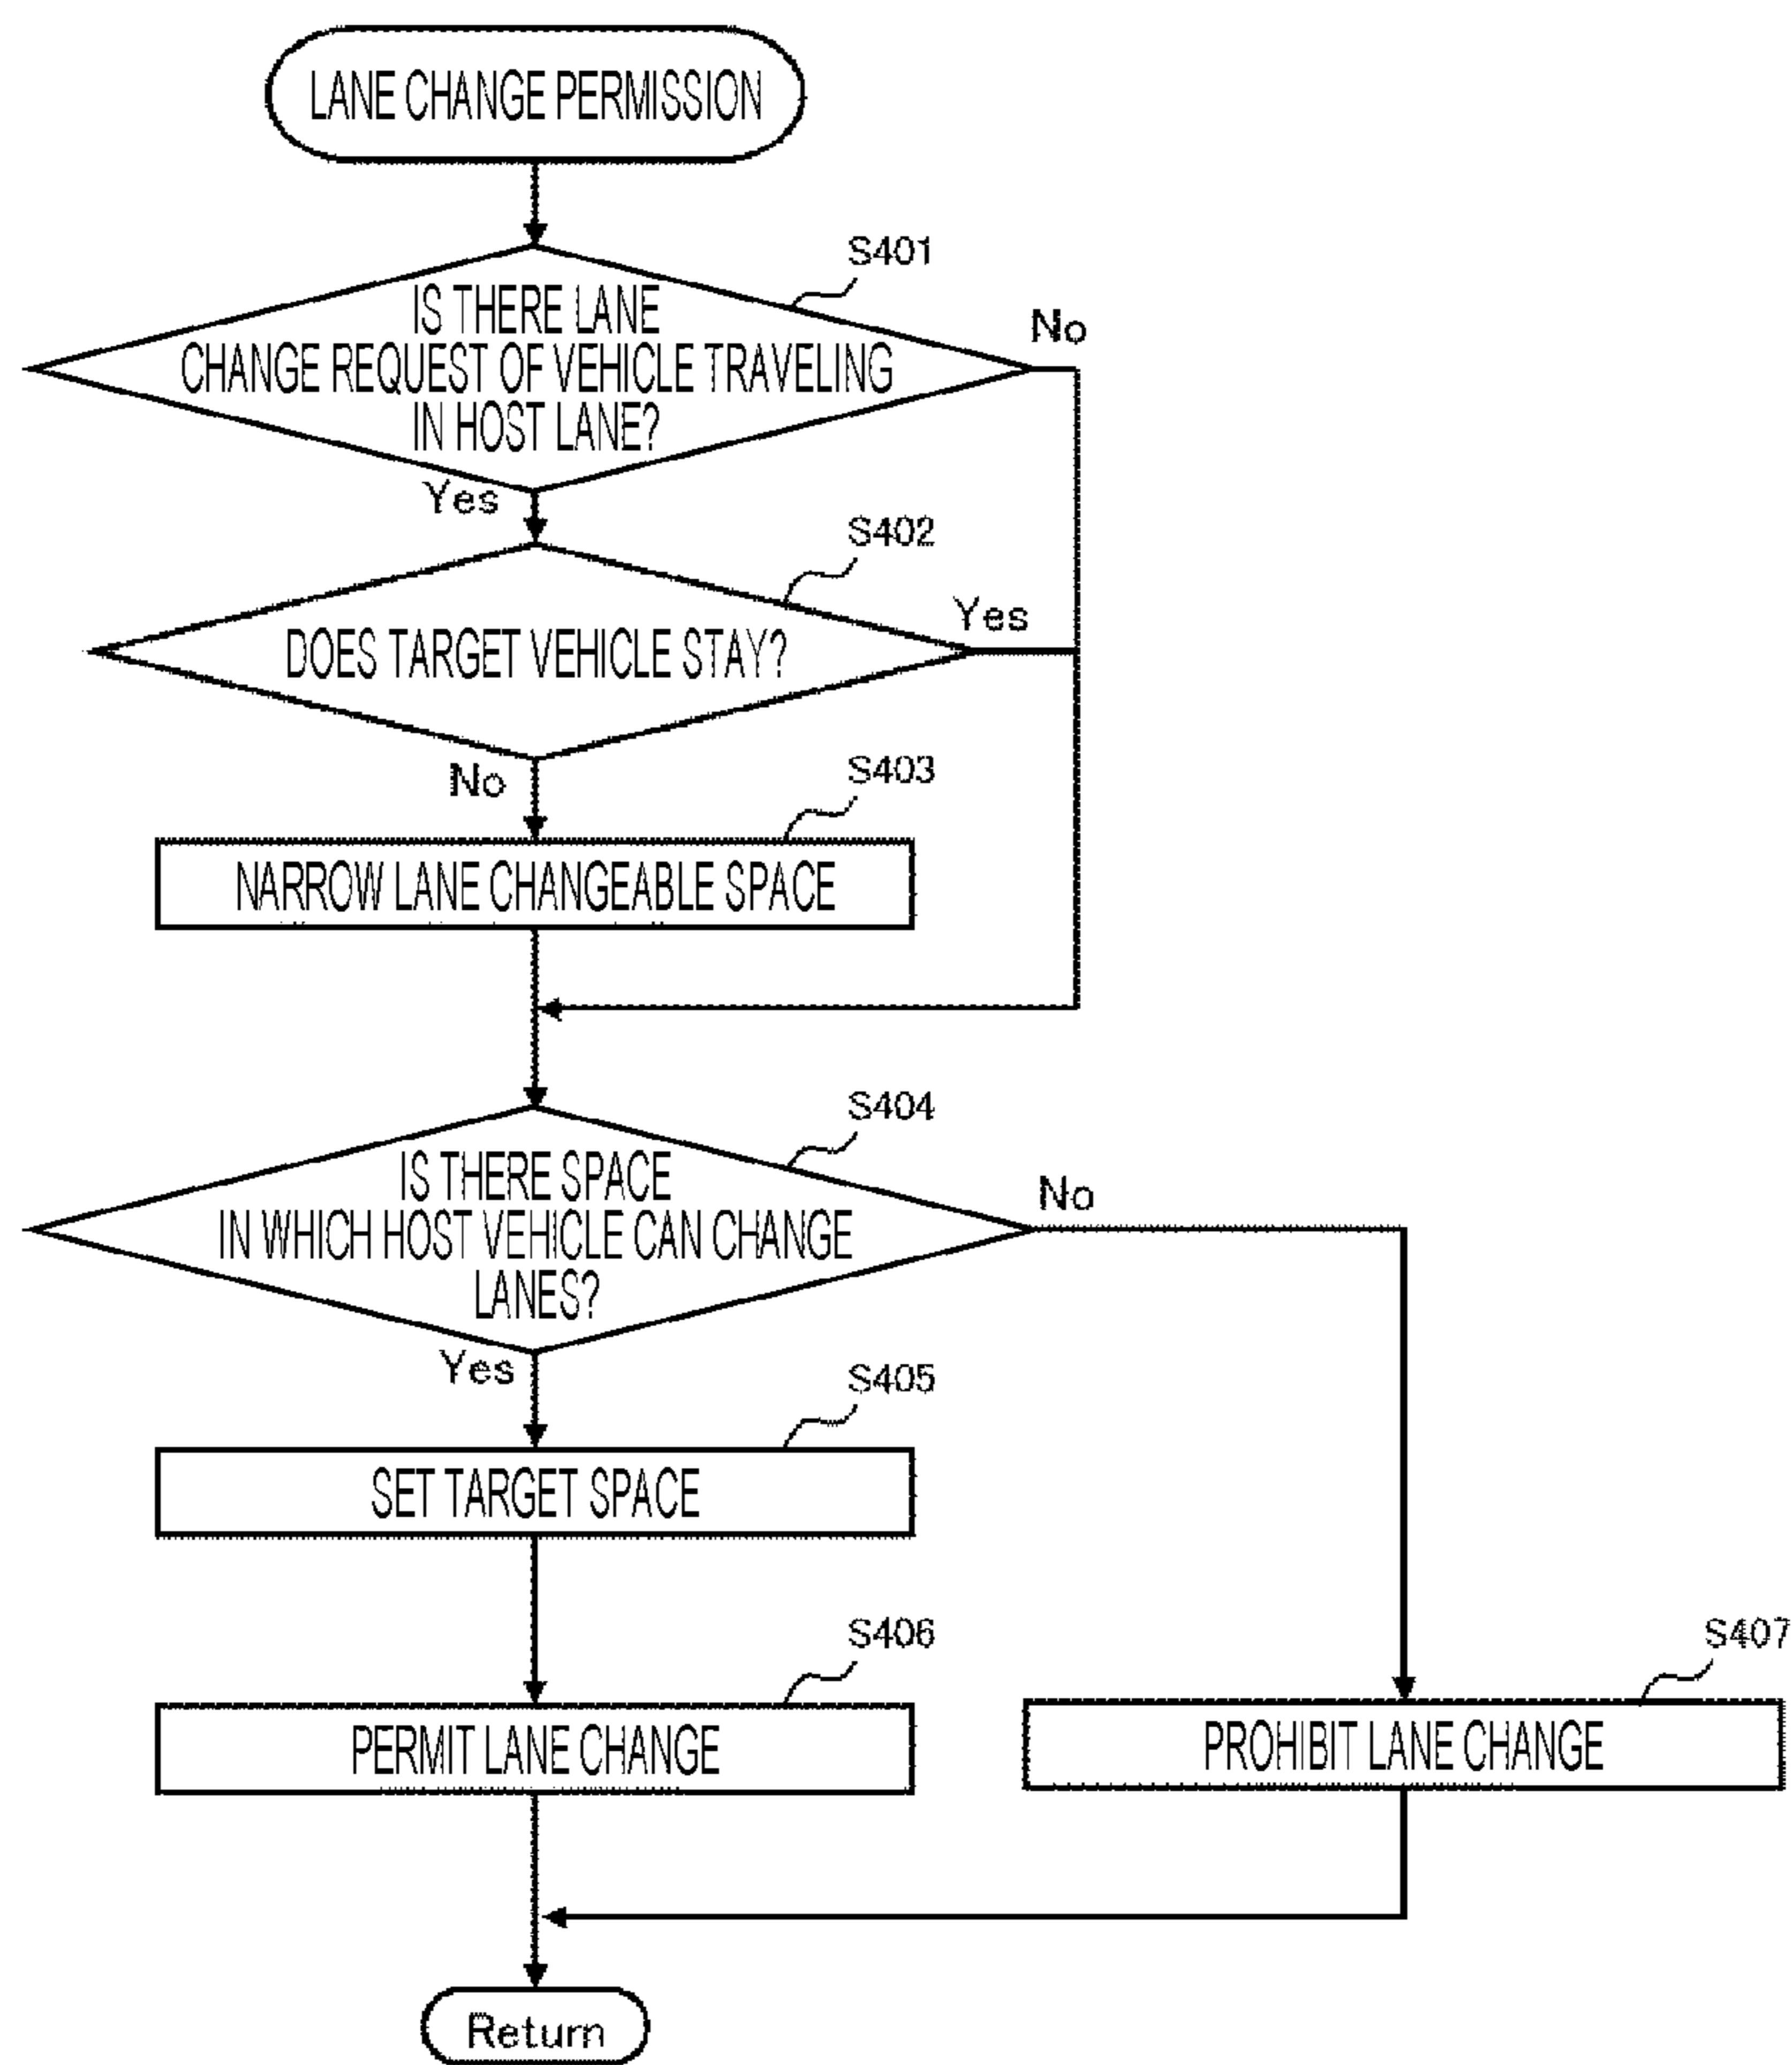 LANE CHANGE PERMISSION
S401
IS THERE LANE
CHANGE REQUEST OF VEHICLE TRAVELING
IN HOST LANE?
No
Yes
S402
DOES TARGET VEHICLE STAY?
Yes
No
S403
NARROW LANE CHANGEABLE SPACE
S404
IS THERE SPACE
IN WHICH HOST VEHICLE CAN CHANGE
LANES?
No
Yes
S405
SET TARGET SPACE
S406
PERMIT LANE CHANGE
S407
PROHIBIT LANE CHANGE
Return